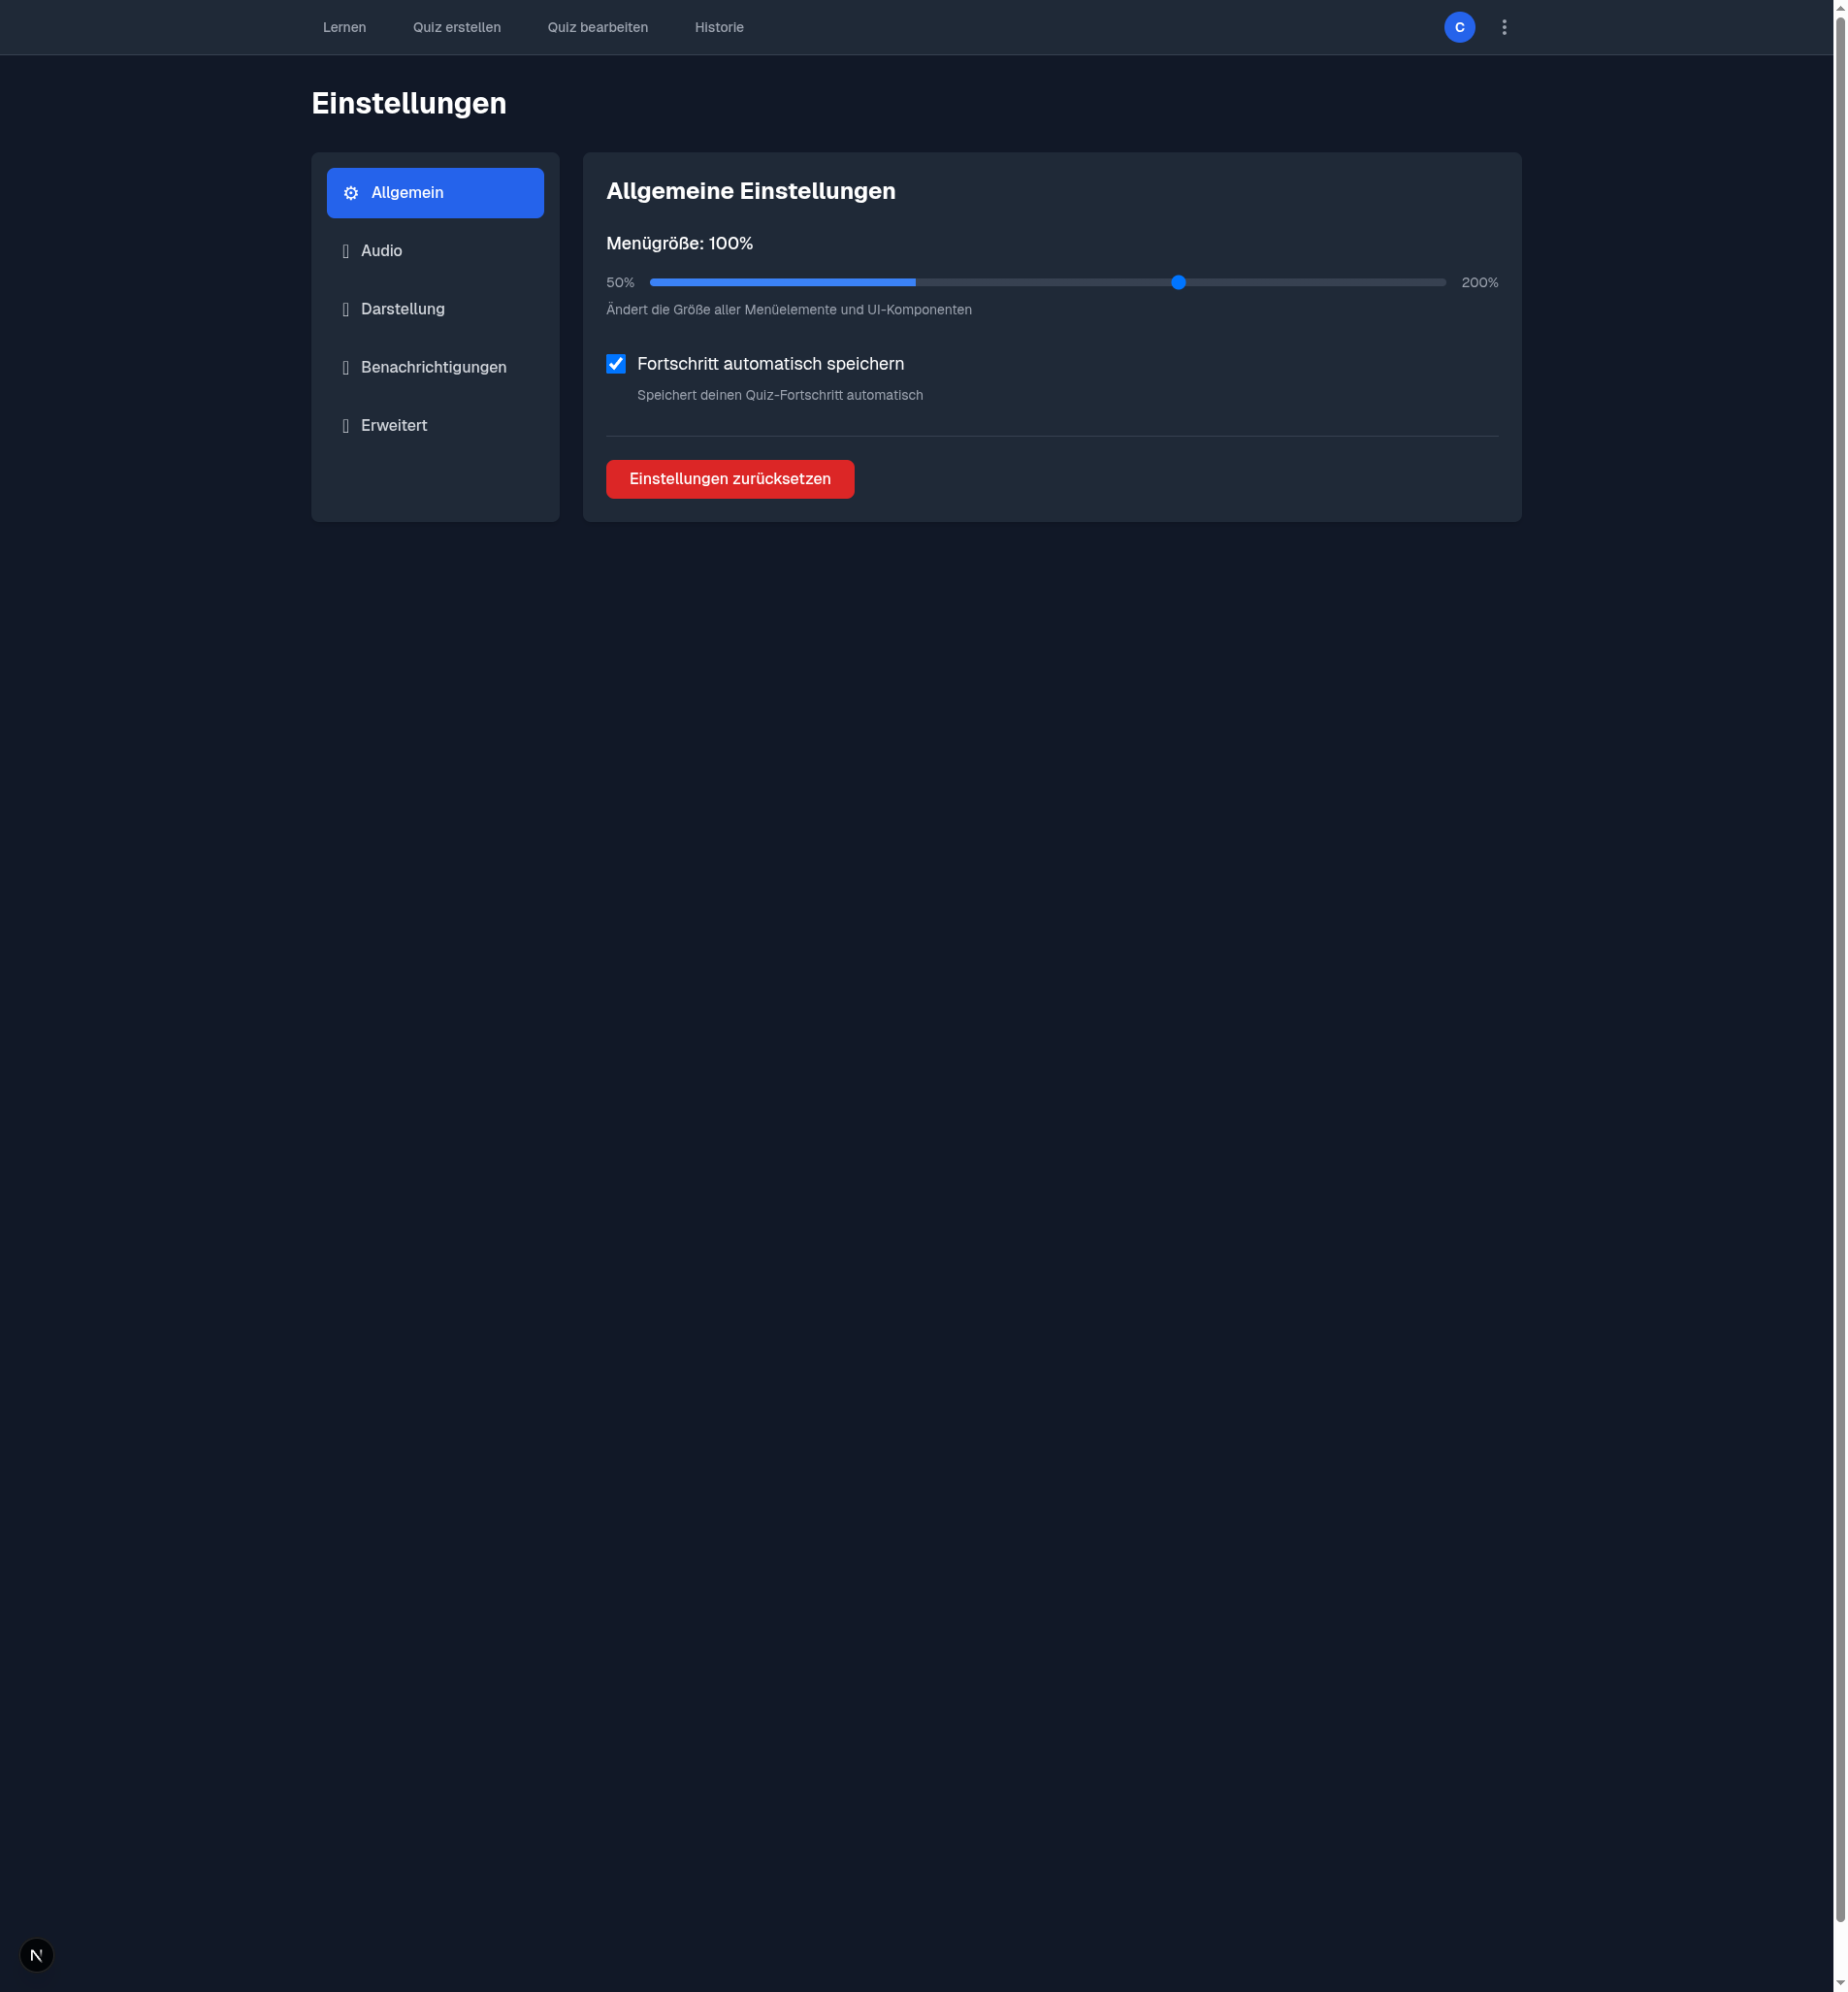 Lernen Quiz erstellen Quiz bearbeiten Historie C
Einstellungen
⚙ Allgemein
Audio
Darstellung
Benachrichtigungen
Erweitert
Allgemeine Einstellungen
Menügröße: 100%
50% 200%
Ändert die Größe aller Menüelemente und UI-Komponenten
Fortschritt automatisch speichern
Speichert deinen Quiz-Fortschritt automatisch
Einstellungen zurücksetzen
N